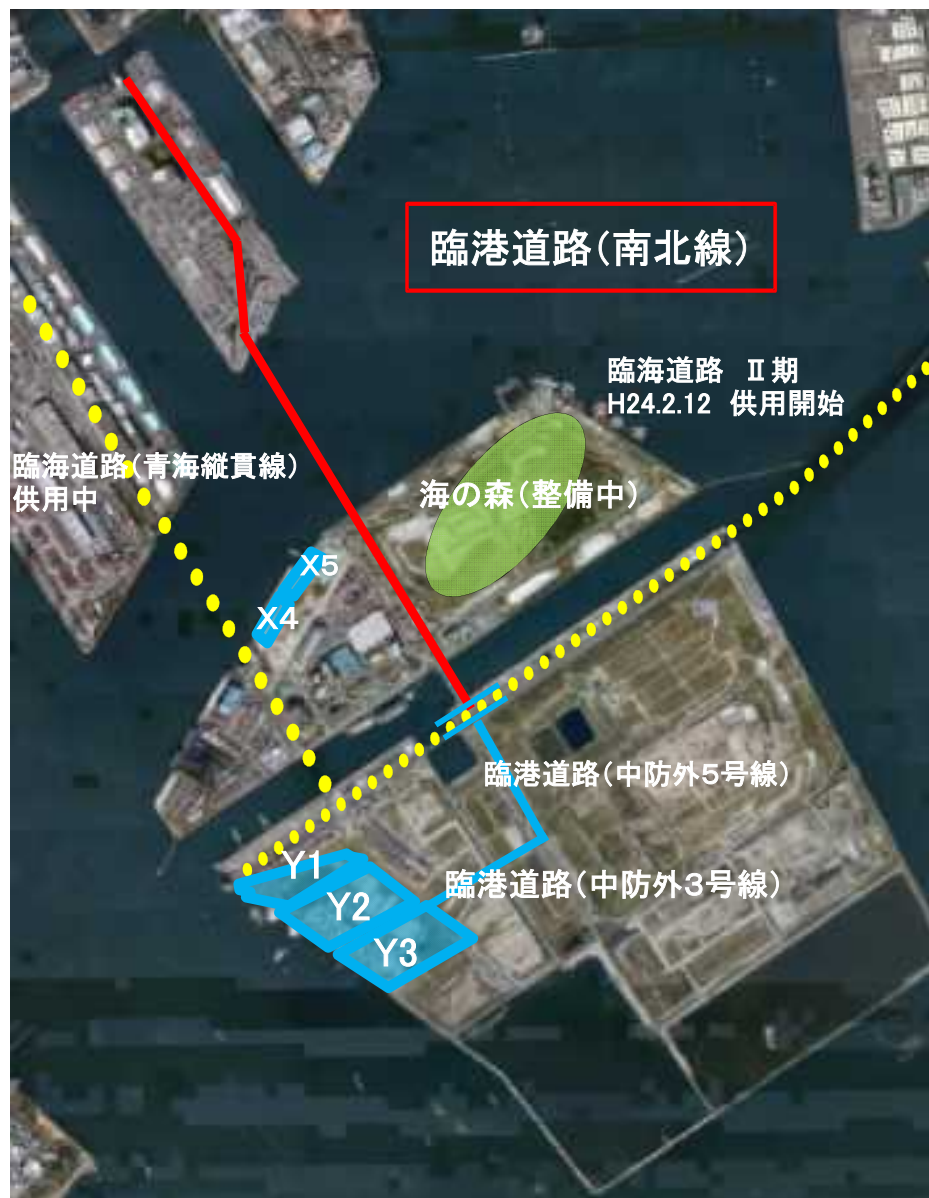 臨港道路(南北線)
臨海道路 Ⅱ期
H24.2.12 供用開始
臨海道路(青海縦貫線)
供用中
海の森(整備中)
X5
X4
臨港道路(中防外5号線)
Y1
臨港道路(中防外3号線)
Y2
Y3